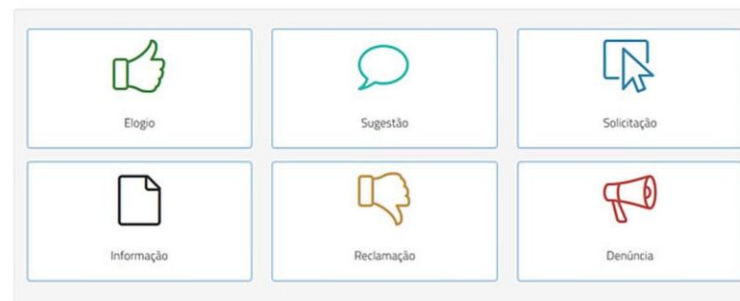 Elogio
Sugestão
Solicitação
Informação
Reclamação
Denúncia